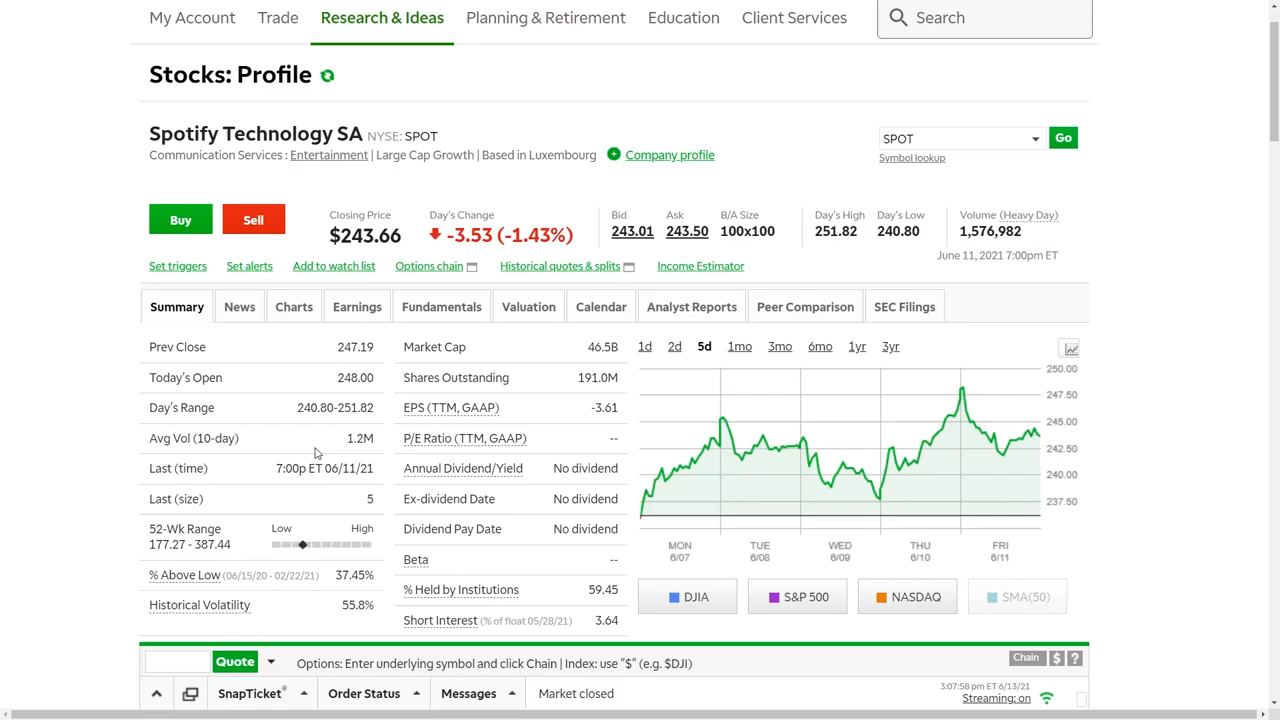 My Account Trade Research & Ideas Planning & Retirement Education Client Services Search
Stocks: Profile
Spotify Technology SA NYSE: SPOT
SPOT Go
Communication Services : Entertainment | Large Cap Growth | Based in Luxembourg + Company profile
Symbol lookup
Buy Sell
Closing Price Day's Change Bid Ask B/A Size Day's High Day's Low Volume (Heavy Day)
$243.66 -3.53 (-1.43%) 243.01 243.50 100x100 251.82 240.80 1,576,982
June 11, 2021 7:00pm ET
Set triggers Set alerts Add to watch list Options chain Historical quotes & splits Income Estimator
Summary News Charts Earnings Fundamentals Valuation Calendar Analyst Reports Peer Comparison SEC Filings
Prev Close 247.19
Today's Open 248.00
Day's Range 240.80-251.82
Avg Vol (10-day) 1.2M
Last (time) 7:00p ET 06/11/21
Last (size) 5
52-Wk Range Low High
177.27 - 387.44
% Above Low (06/15/20 - 02/22/21) 37.45%
Historical Volatility 55.8%
Market Cap 46.5B
Shares Outstanding 191.0M
EPS (TTM, GAAP) -3.61
P/E Ratio (TTM, GAAP) --
Annual Dividend/Yield No dividend
Ex-dividend Date No dividend
Dividend Pay Date No dividend
Beta --
% Held by Institutions 59.45
Short Interest (% of float 05/28/21) 3.64
1d 2d 5d 1mo 3mo 6mo 1yr 3yr
250.00
247.50
245.00
242.50
240.00
237.50
MON TUE WED THU FRI
6/07 6/08 6/09 6/10 6/11
DJIA S&P 500 NASDAQ SMA(50)
Quote Options: Enter underlying symbol and click Chain | Index: use "$" (e.g. $DJI) Chain $ ?
SnapTicket® Order Status Messages Market closed
3:07:58 pm ET 6/13/21
Streaming: on